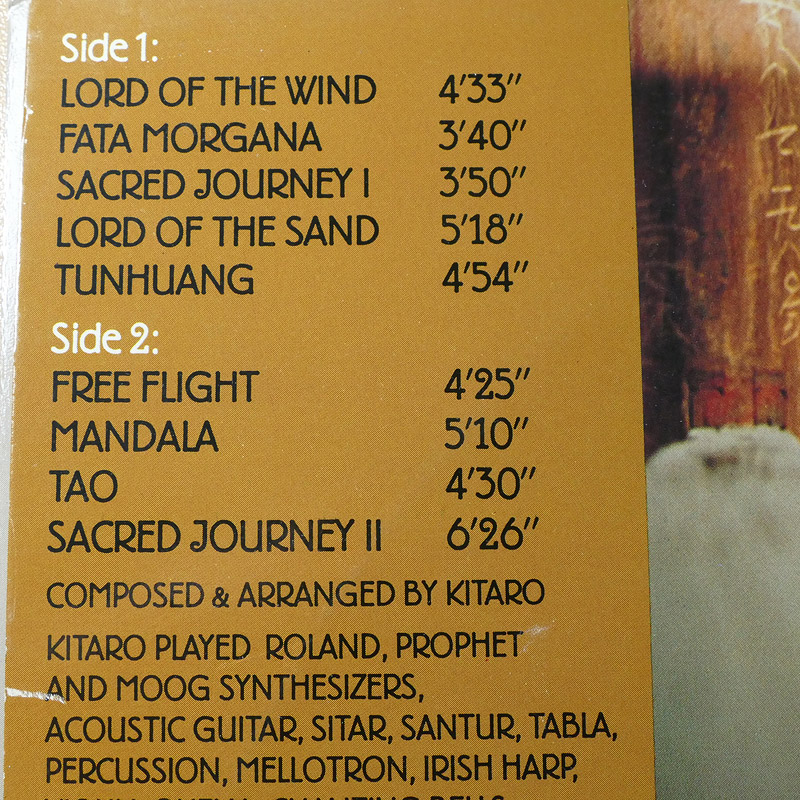 Side 1:
LORD OF THE WIND 4'33"
FATA MORGANA 3'40"
SACRED JOURNEY I 3'50"
LORD OF THE SAND 5'18"
TUNHUANG 4'54"
Side 2:
FREE FLIGHT 4'25"
MANDALA 5'10"
TAO 4'30"
SACRED JOURNEY II 6'26"
COMPOSED & ARRANGED BY KITARO
KITARO PLAYED ROLAND, PROPHET
AND MOOG SYNTHESIZERS,
ACOUSTIC GUITAR, SITAR, SANTUR, TABLA,
PERCUSSION, MELLOTRON, IRISH HARP,